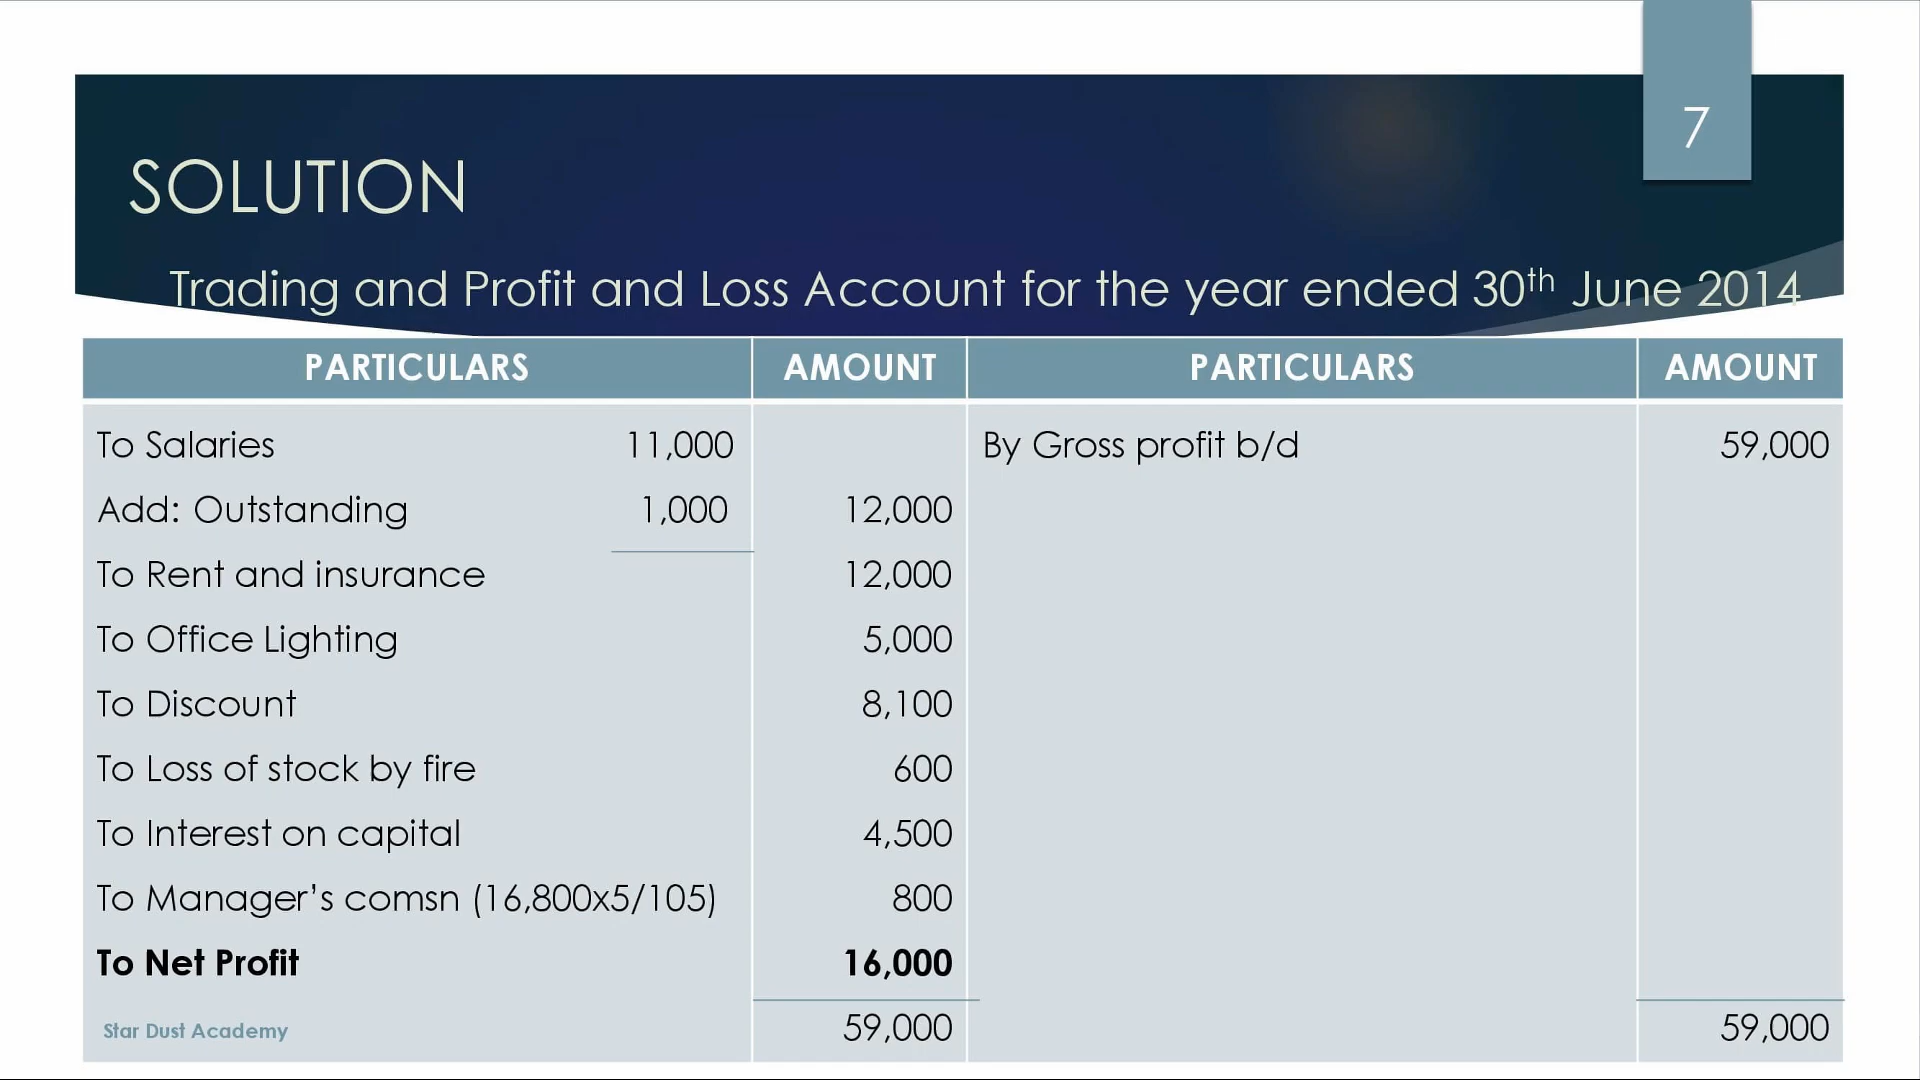 7
SOLUTION
Trading and Profit and Loss Account for the year ended 30th June 2014
PARTICULARS AMOUNT PARTICULARS AMOUNT
To Salaries 11,000 By Gross profit b/d 59,000
Add: Outstanding 1,000 12,000
To Rent and insurance 12,000
To Office Lighting 5,000
To Discount 8,100
To Loss of stock by fire 600
To Interest on capital 4,500
To Manager’s comsn (16,800x5/105) 800
To Net Profit 16,000
Star Dust Academy 59,000 59,000